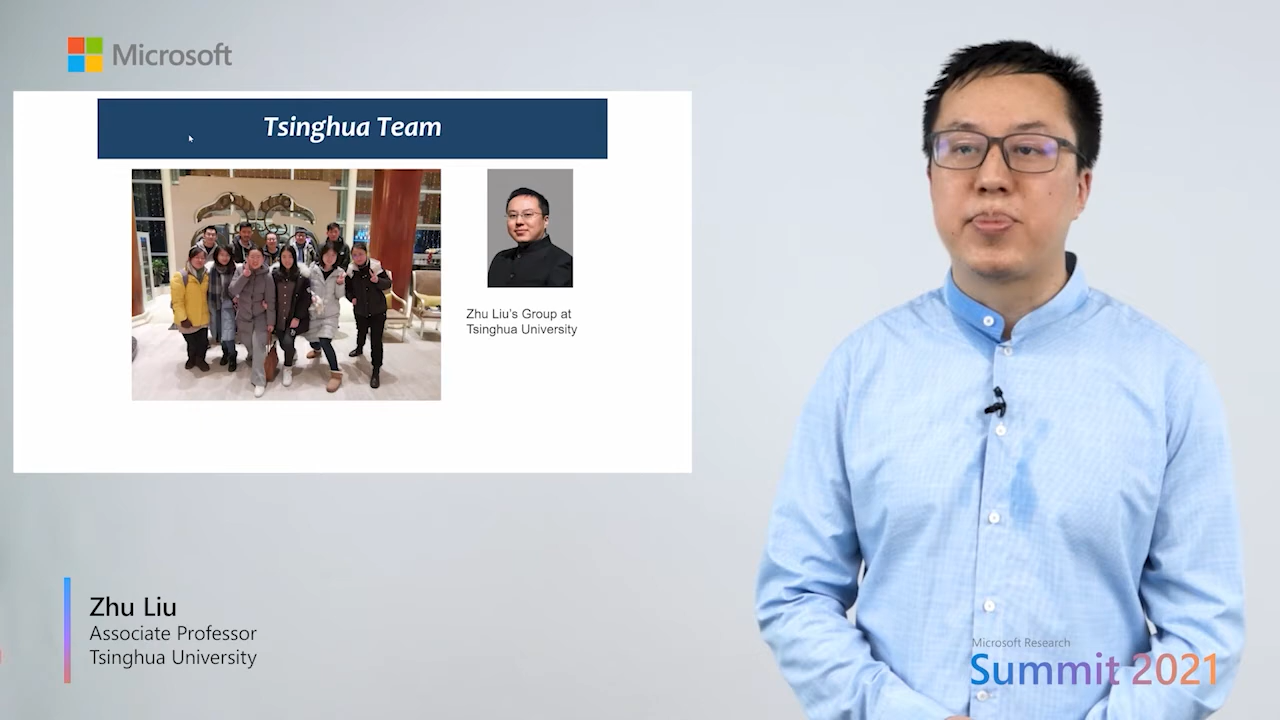 Microsoft
Tsinghua Team
Zhu Liu's Group at
Tsinghua University
Zhu Liu
Associate Professor
Tsinghua University
Microsoft Research
Summit 2021